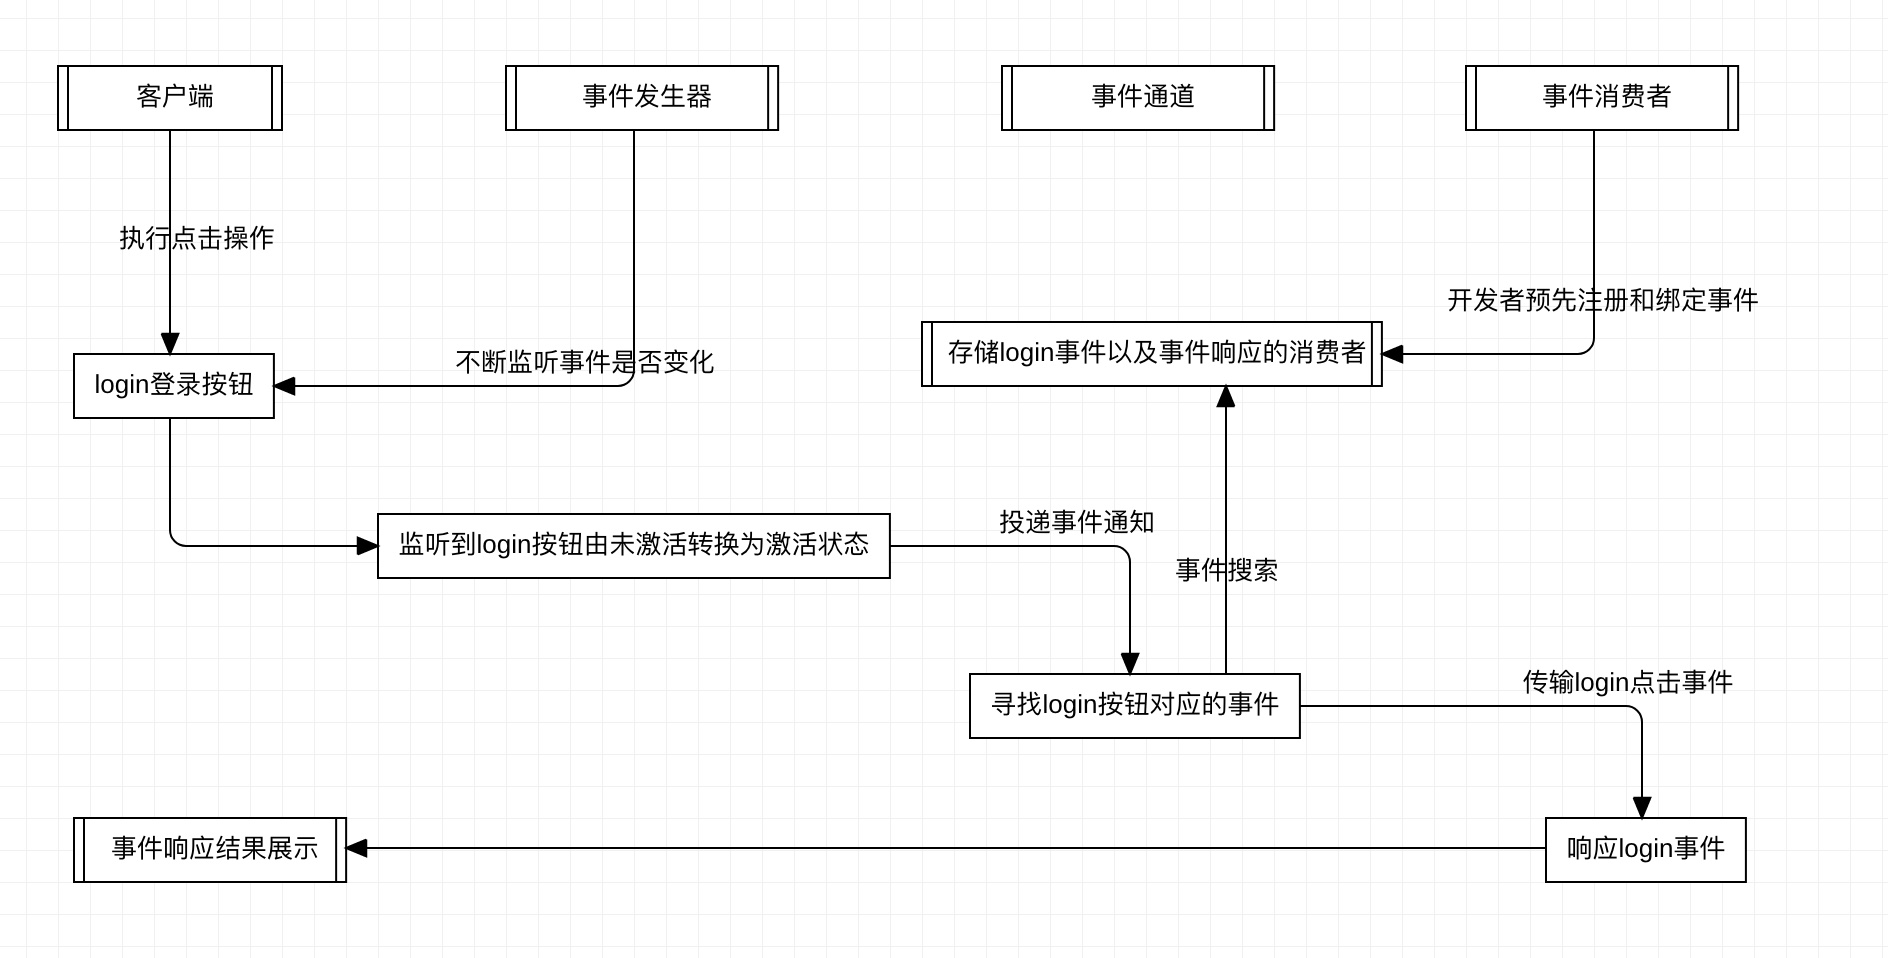 客户端
事件发生器
事件通道
事件消费者
执行点击操作
开发者预先注册和绑定事件
不断监听事件是否变化
存储login事件以及事件响应的消费者
login登录按钮
投递事件通知
监听到login按钮由未激活转换为激活状态
事件搜索
传输login点击事件
寻找login按钮对应的事件
事件响应结果展示
响应login事件